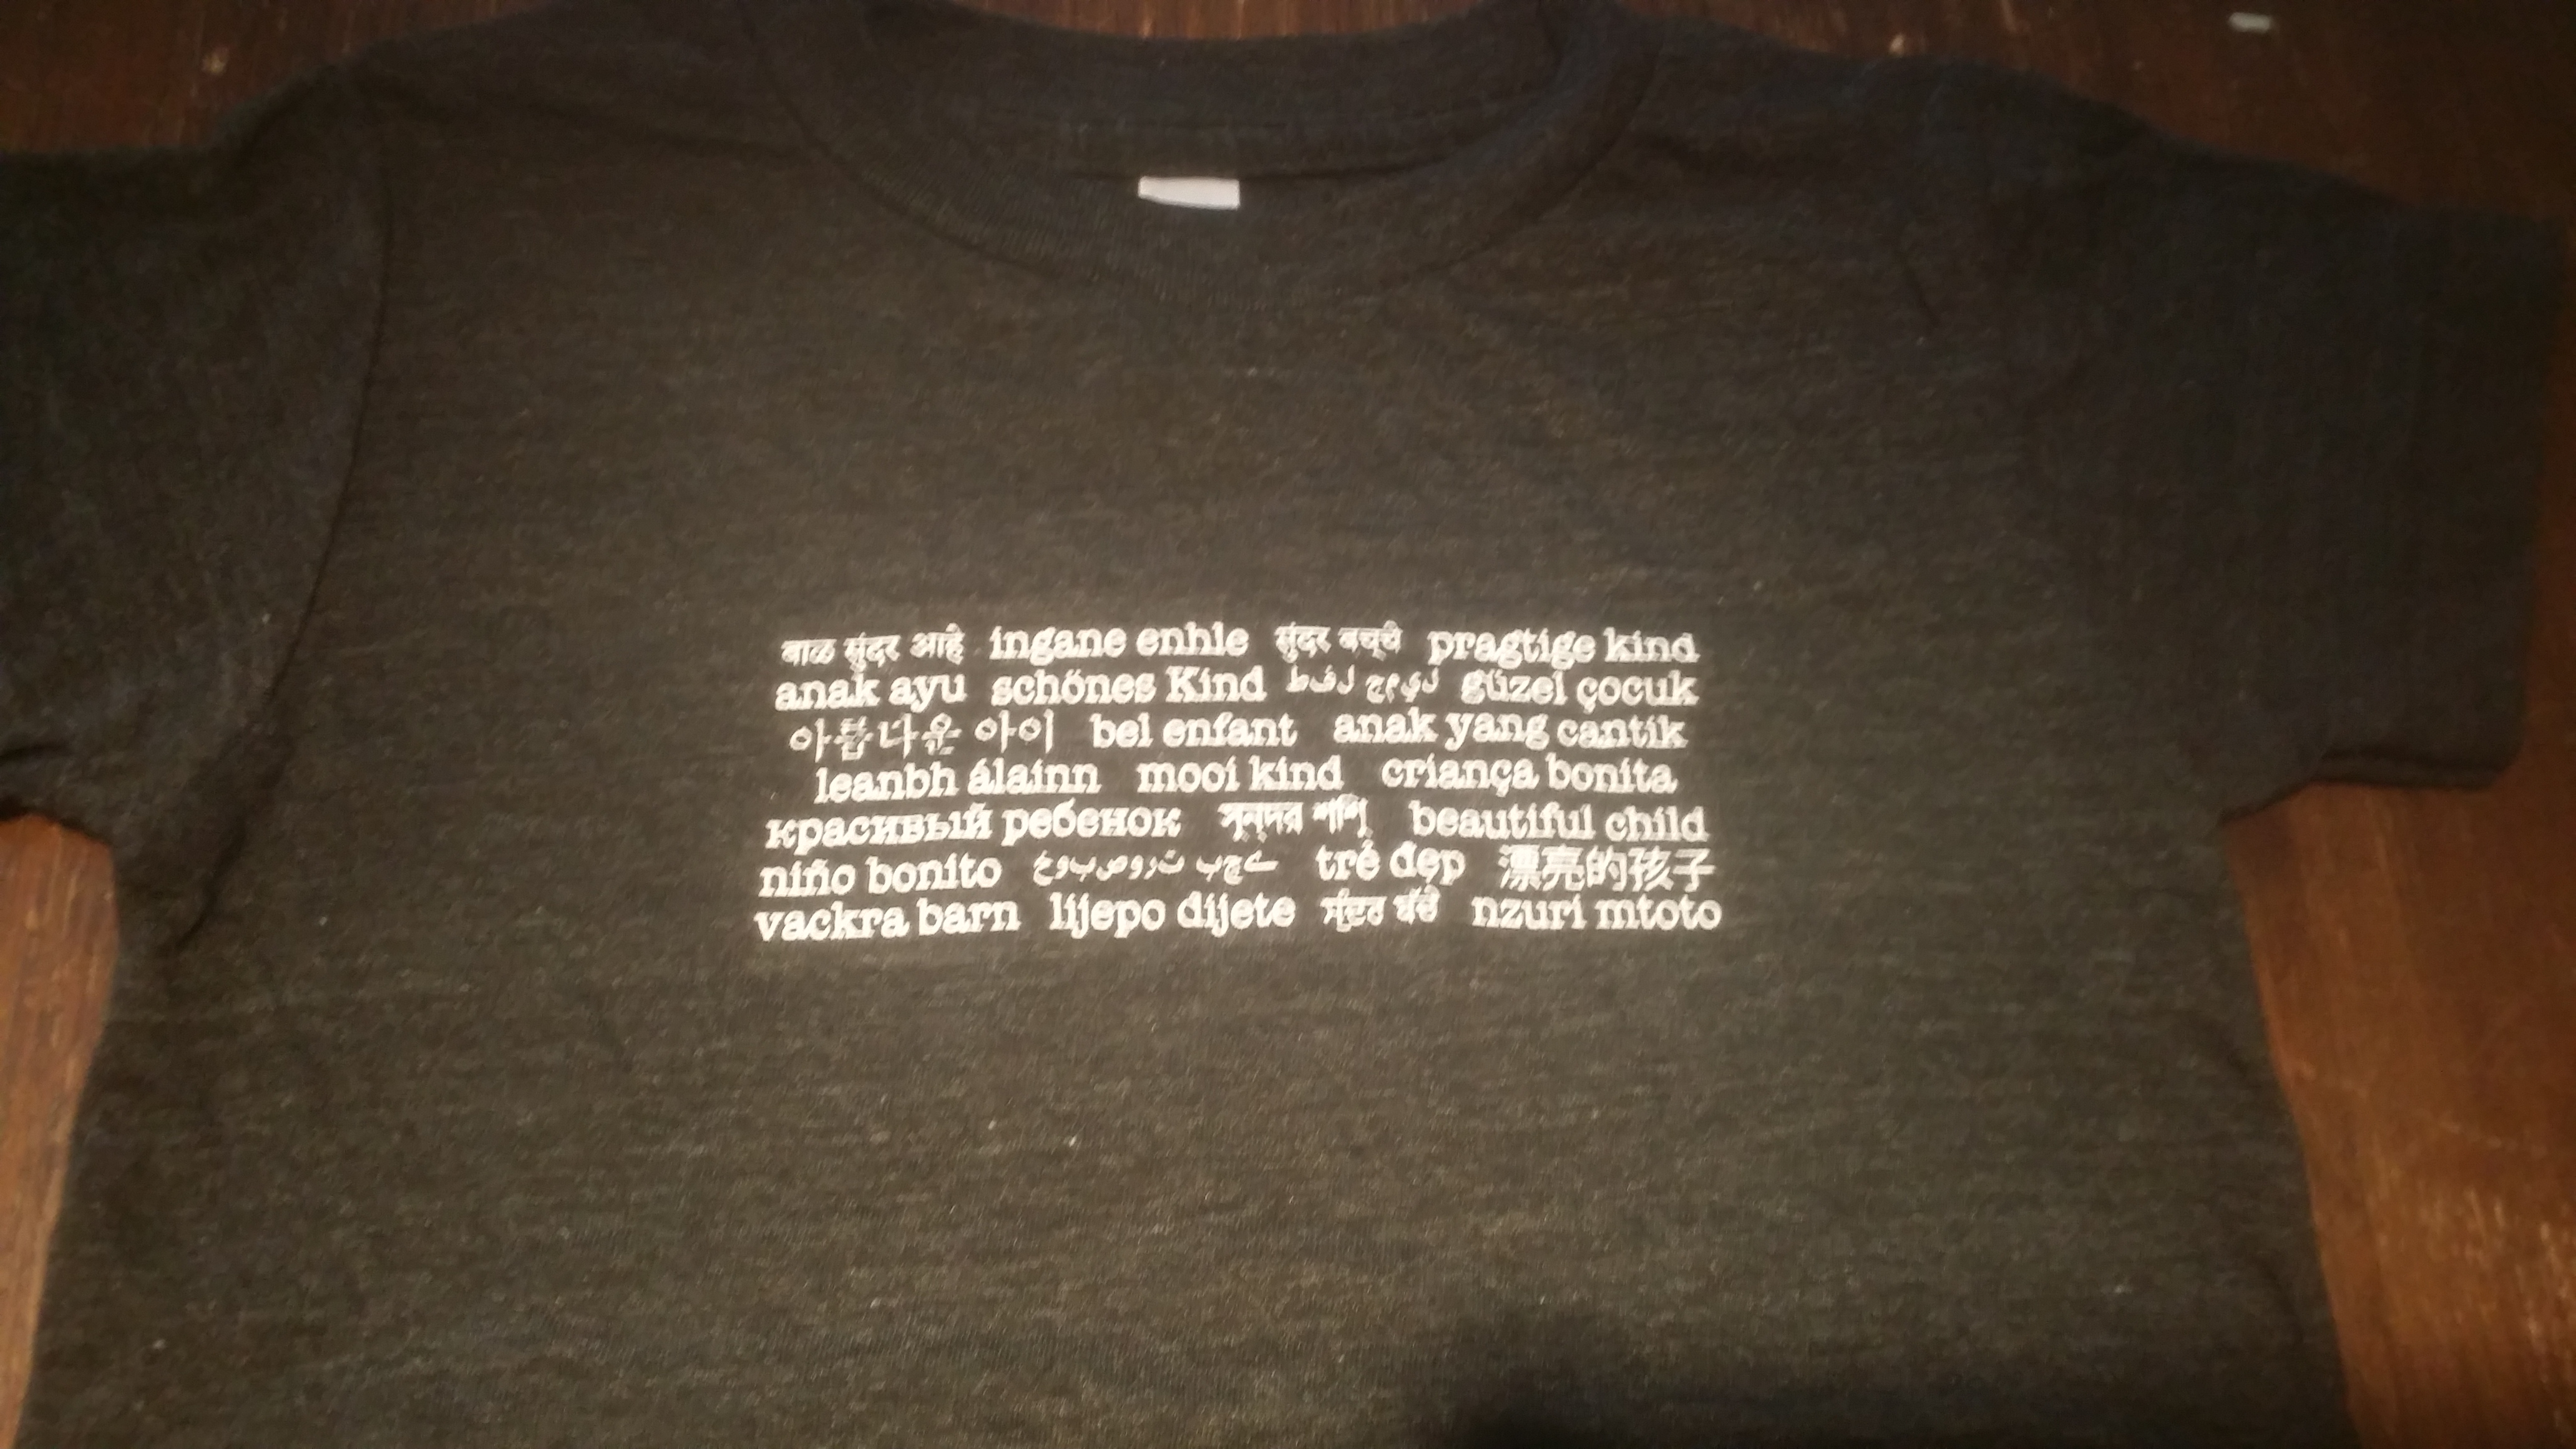 बाळ सुंदर आहे ingane enhle सुंदर बच्चे pragtige kind
anak ayu schönes Kind güzel çocuk
아름다운 아이 bel enfant anak yang cantik
leanbh álainn mooi kind criança bonita
красивый ребенок beautiful child
niño bonito trẻ đẹp 漂亮的孩子
vackra barn lijepo dijete ਸੁੰਦਰ ਬੱਚੇ nzuri mtoto